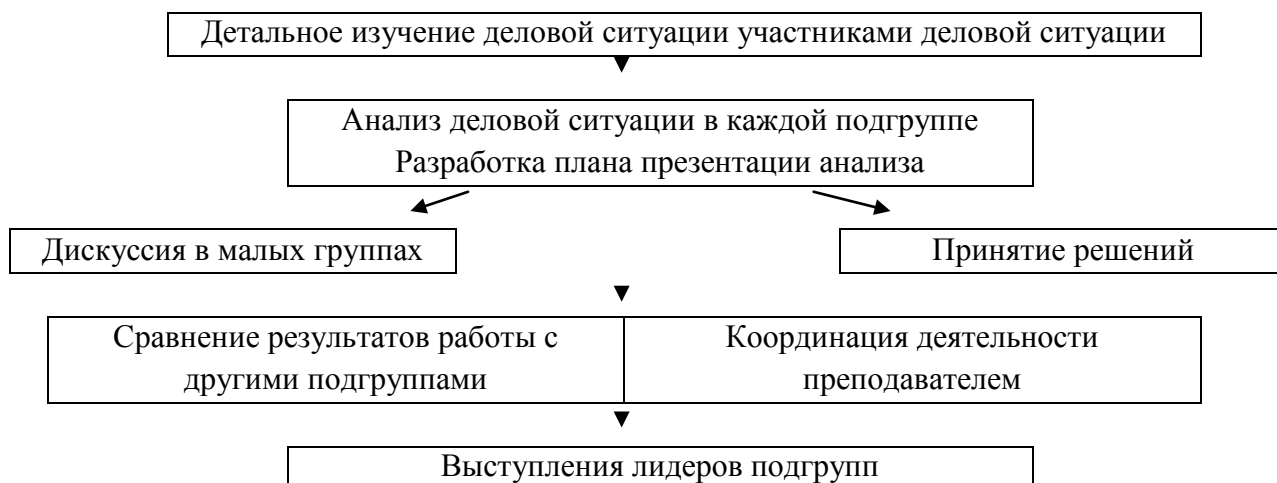 Детальное изучение деловой ситуации участниками деловой ситуации
Анализ деловой ситуации в каждой подгруппе
Разработка плана презентации анализа
Дискуссия в малых группах
Принятие решений
Сравнение результатов работы с
другими подгруппами
Координация деятельности
преподавателем
Выступления лидеров подгрупп